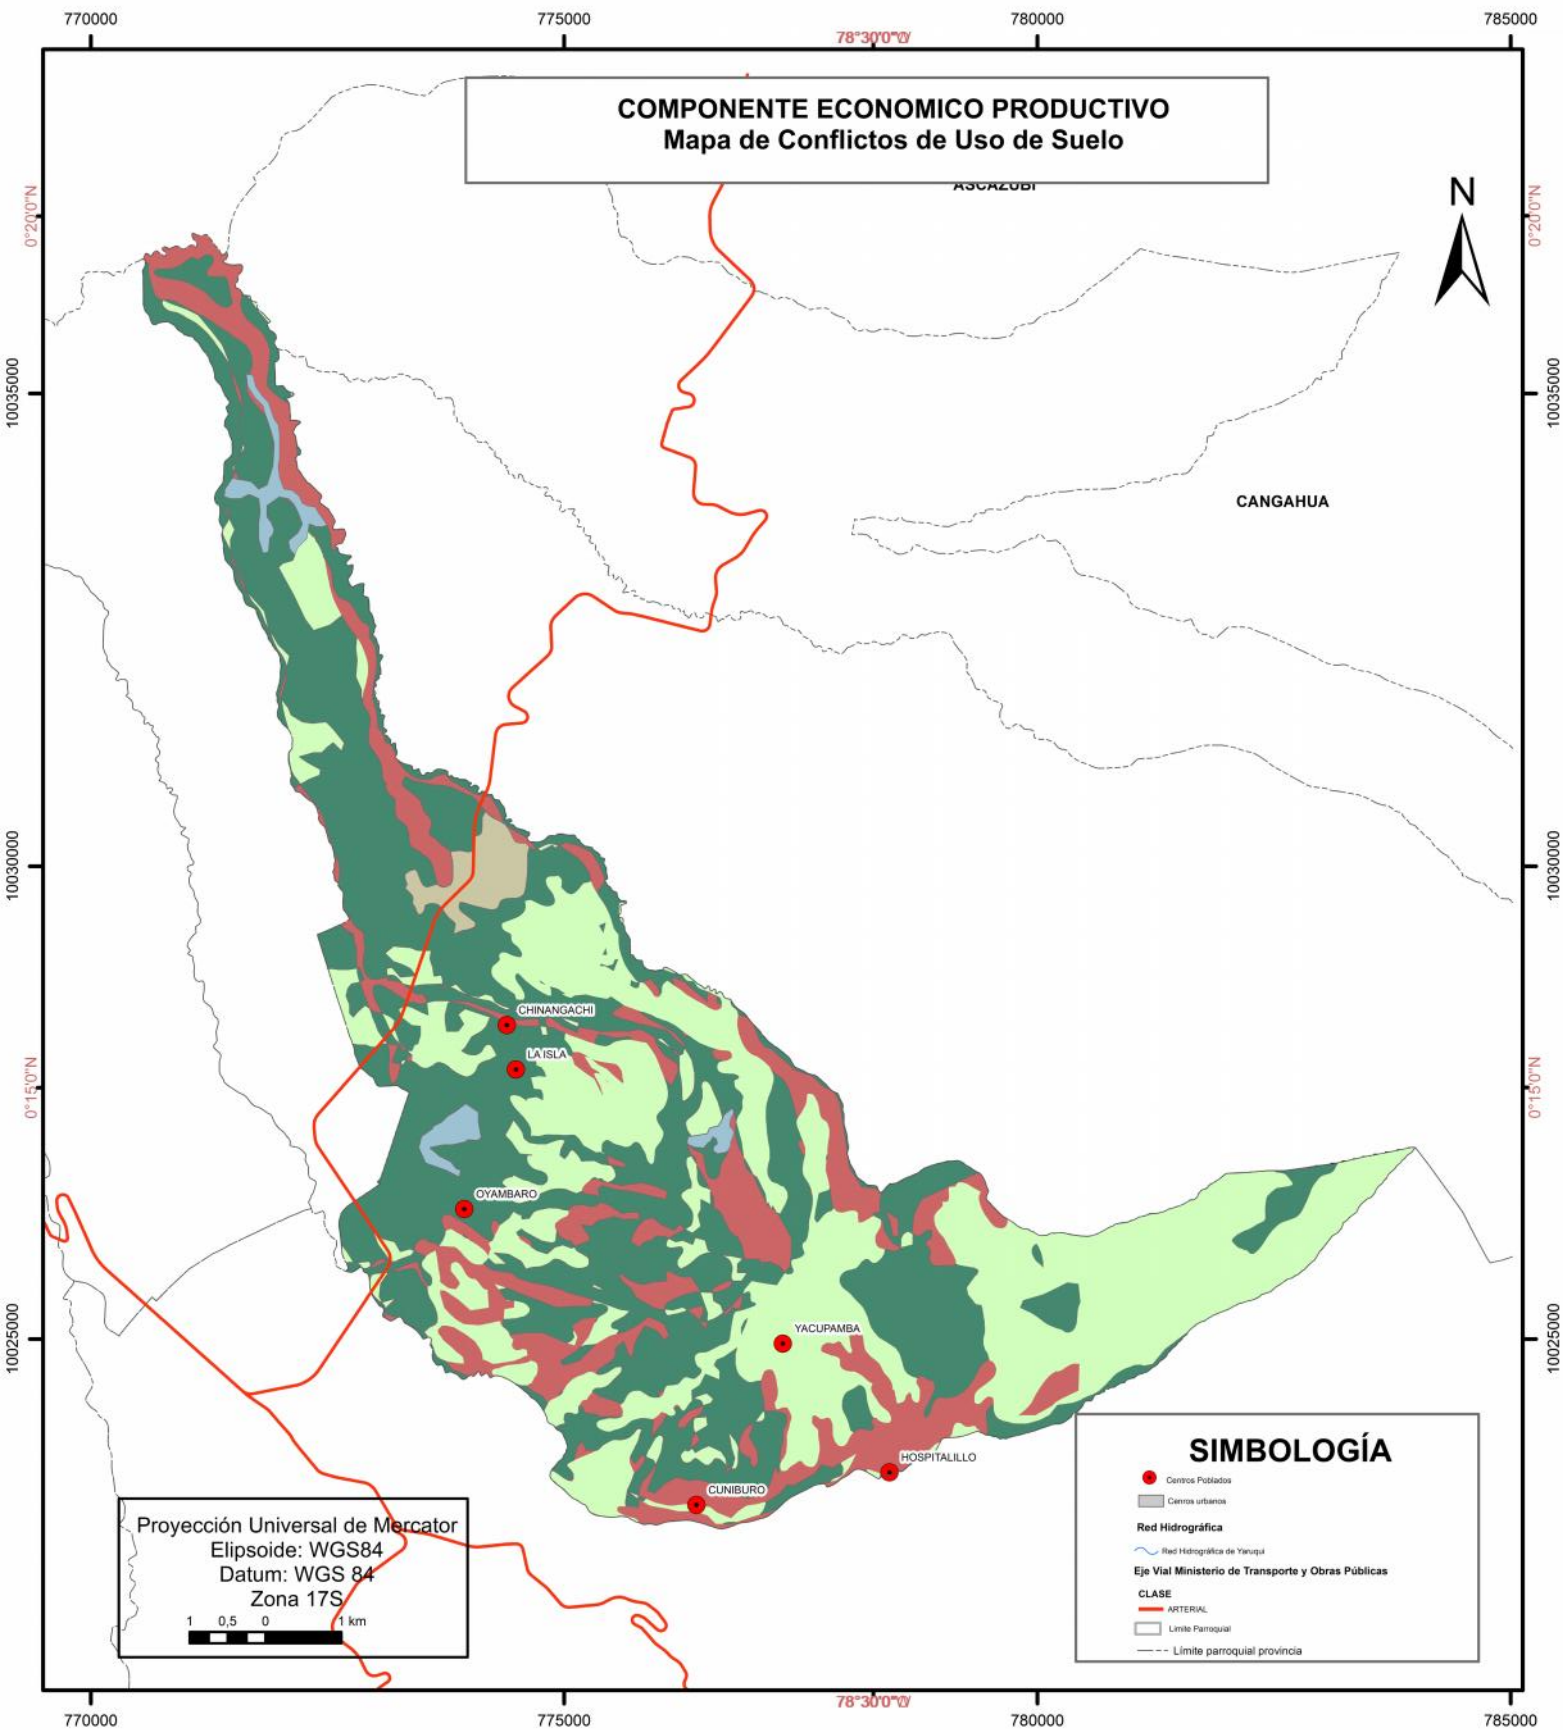 770000
775000
780000
785000
78°30'0"W
COMPONENTE ECONOMICO PRODUCTIVO
Mapa de Conflictos de Uso de Suelo
ASCAZUBI
N
0°20'0"N
0°20'0"N
10035000
10035000
CANGAHUA
10030000
10030000
CHINANGACHI
LA ISLA
0°15'0"N
0°15'0"N
OYAMBARO
YACUPAMBA
10025000
10025000
HOSPITALILLO
CUNIBURO
SIMBOLOGÍA
Centros Poblados
Cenros urbanos
Red Hidrográfica
Red Hidrográfica de Yaruqui
Eje Vial Ministerio de Transporte y Obras Públicas
CLASE
ARTERIAL
Limite Parroquial
Límite parroquial provincia
Proyección Universal de Mercator
Elipsoide: WGS84
Datum: WGS 84
Zona 17S
1 0,5 0 1 km
78°30'0"W
770000
775000
780000
785000